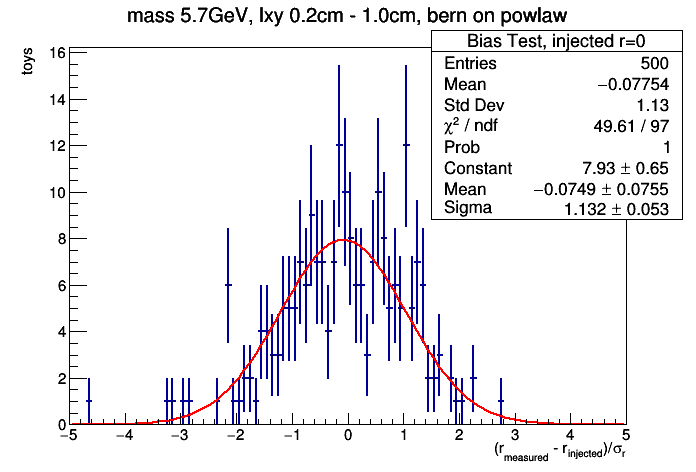 mass 5.7GeV, lxy 0.2cm - 1.0cm, bern on powlaw
Bias Test, injected r=0
Entries 500
Mean −0.07754
Std Dev 1.13
χ² / ndf 49.61 / 97
Prob 1
Constant 7.93 ± 0.65
Mean −0.0749 ± 0.0755
Sigma 1.132 ± 0.053
toys
16
14
12
10
8
6
4
2
0
−5 −4 −3 −2 −1 0 1 2 3 4 5
(r_measured - r_injected)/σ_r